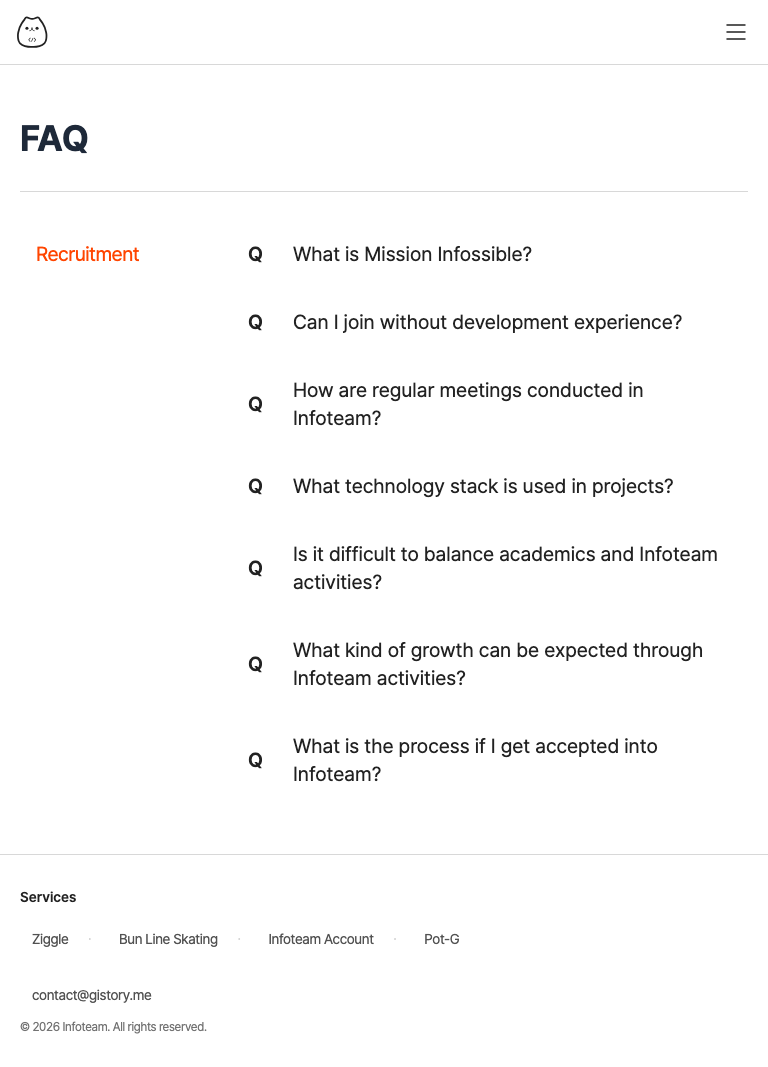 FAQ
Recruitment
Q What is Mission Infossible?
Q Can I join without development experience?
Q How are regular meetings conducted in
Infoteam?
Q What technology stack is used in projects?
Q Is it difficult to balance academics and Infoteam
activities?
Q What kind of growth can be expected through
Infoteam activities?
Q What is the process if I get accepted into
Infoteam?
Services
Ziggle · Bun Line Skating · Infoteam Account · Pot-G
contact@gistory.me
© 2026 Infoteam. All rights reserved.